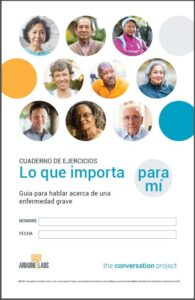 CUADERNO DE EJERCICIOS
Lo que importa para
mí
Guía para hablar acerca de una
enfermedad grave
NOMBRE
FECHA
ARIADNE LABS
the conversation project